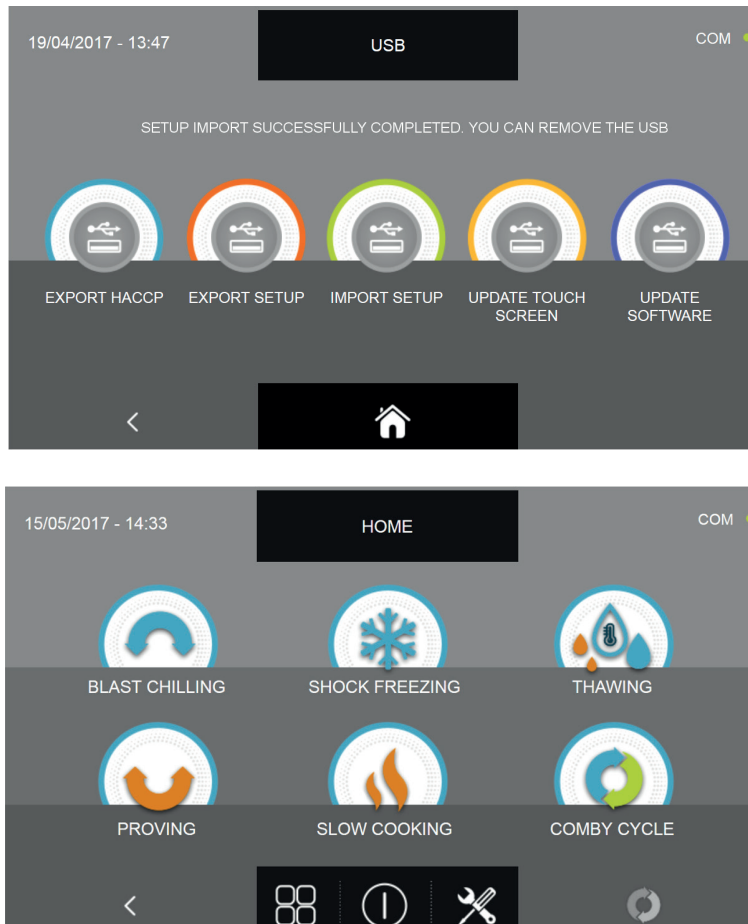 19/04/2017 - 13:47
USB
COM
SETUP IMPORT SUCCESSFULLY COMPLETED. YOU CAN REMOVE THE USB
EXPORT HACCP
EXPORT SETUP
IMPORT SETUP
UPDATE TOUCH
SCREEN
UPDATE
SOFTWARE
15/05/2017 - 14:33
HOME
COM
BLAST CHILLING
SHOCK FREEZING
THAWING
PROVING
SLOW COOKING
COMBY CYCLE